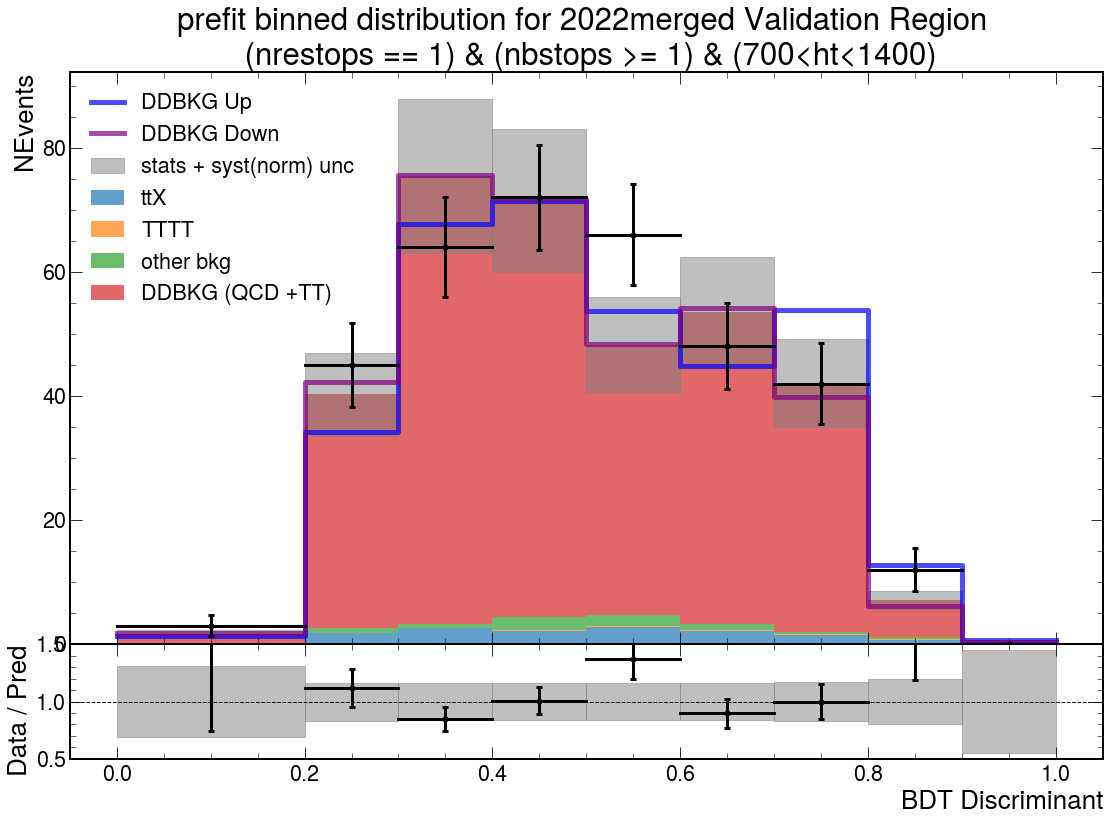 prefit binned distribution for 2022merged Validation Region
(nrestops == 1) & (nbstops >= 1) & (700<ht<1400)
NEvents
DDBKG Up
DDBKG Down
stats + syst(norm) unc
ttX
TTTT
other bkg
DDBKG (QCD +TT)
80
60
40
20
0
Data / Pred
1.5
1.0
0.5
0.0 0.2 0.4 0.6 0.8 1.0
BDT Discriminant